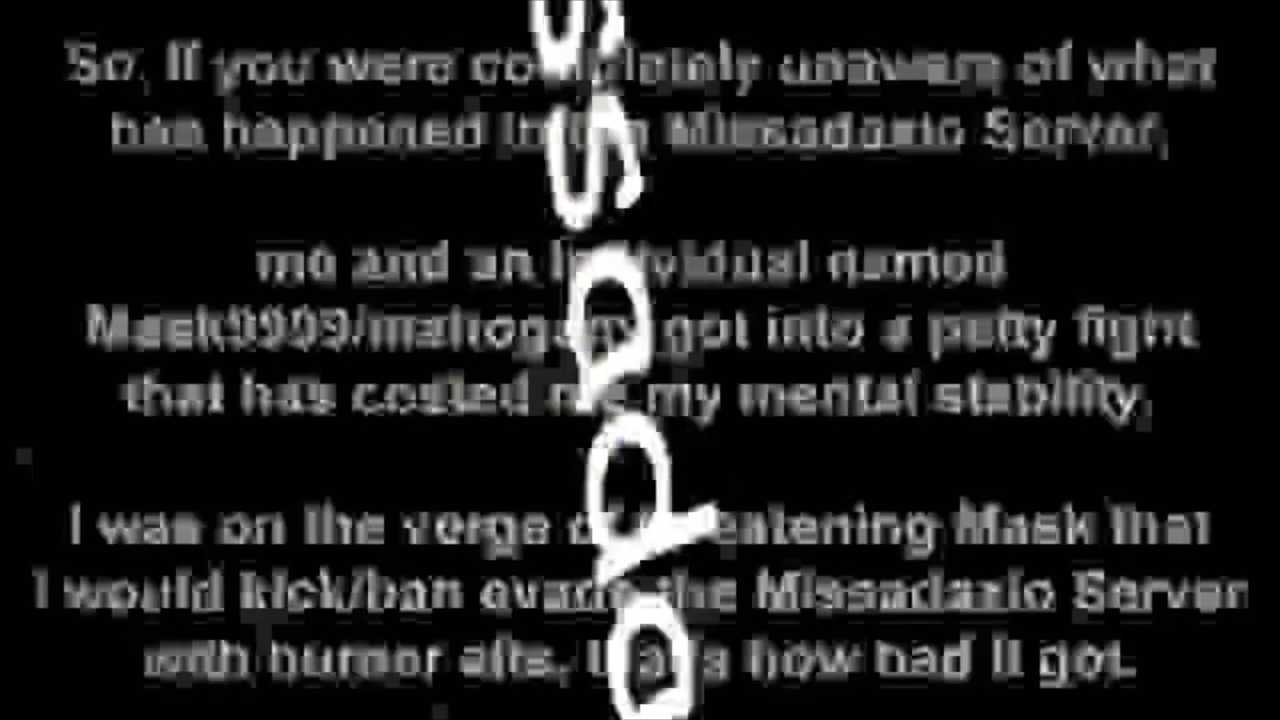 So, If you were completely unaware of what
has happened in the Missadazio Server,
me and an Individual named
got into a petty fight
that has costed me my mental stability,
I was on the verge of threatening Mask that
I would kick/ban evade the Missadazio Server
with burner alts, that's how bad it got.